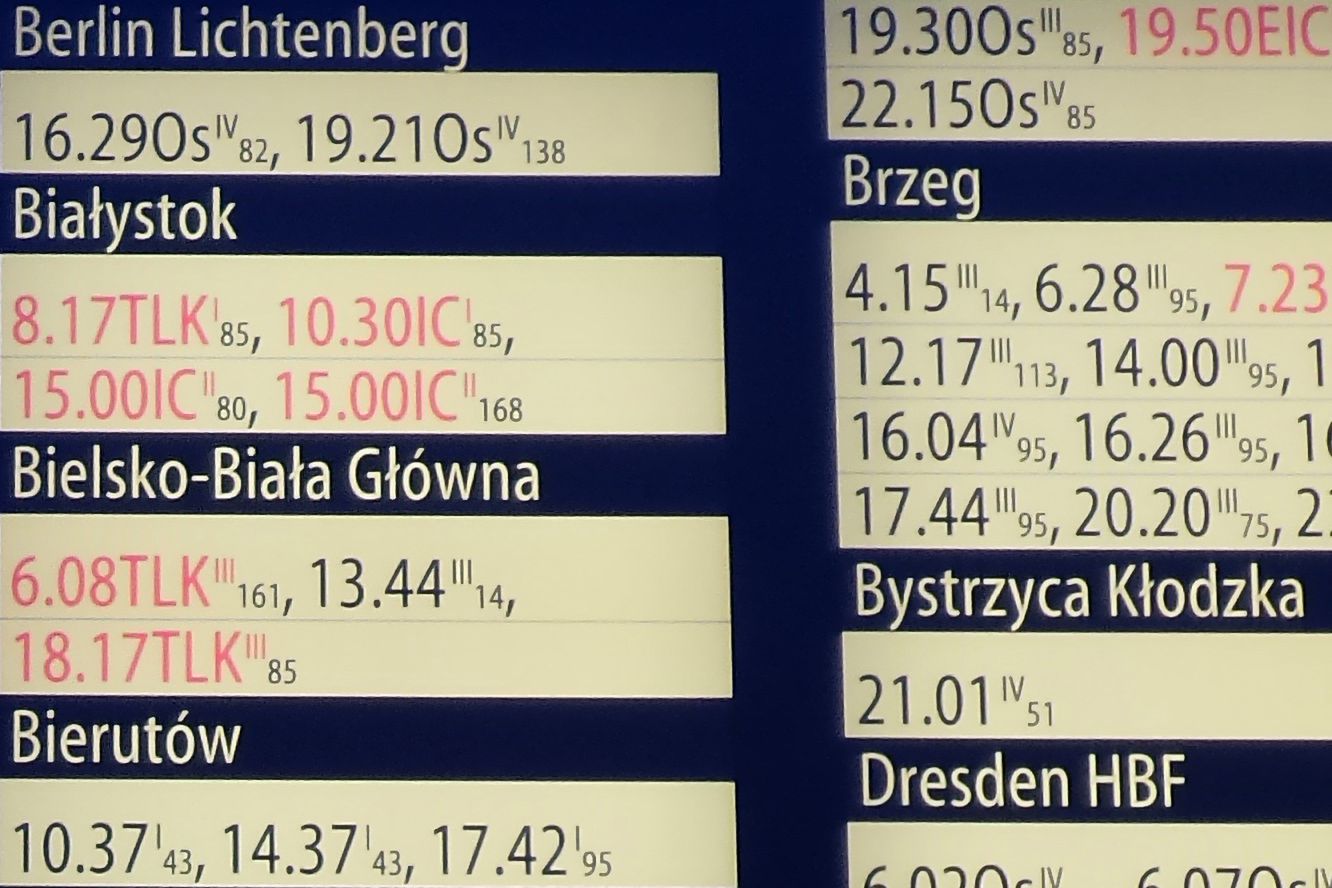 Berlin Lichtenberg
16.29Os IV 82, 19.21Os IV 138
Białystok
8.17TLK I 85, 10.30IC I 85,
15.00IC II 80, 15.00IC II 168
Bielsko-Biała Główna
6.08TLK III 161, 13.44 III 14,
18.17TLK III 85
Bierutów
10.37 I 43, 14.37 I 43, 17.42 I 95
19.30Os III 85, 19.50EIC
22.15Os IV 85
Brzeg
4.15 III 14, 6.28 III 95, 7.23
12.17 III 113, 14.00 III 95,
16.04 IV 95, 16.26 III 95,
17.44 III 95, 20.20 III 75,
Bystrzyca Kłodzka
21.01 IV 51
Dresden HBF